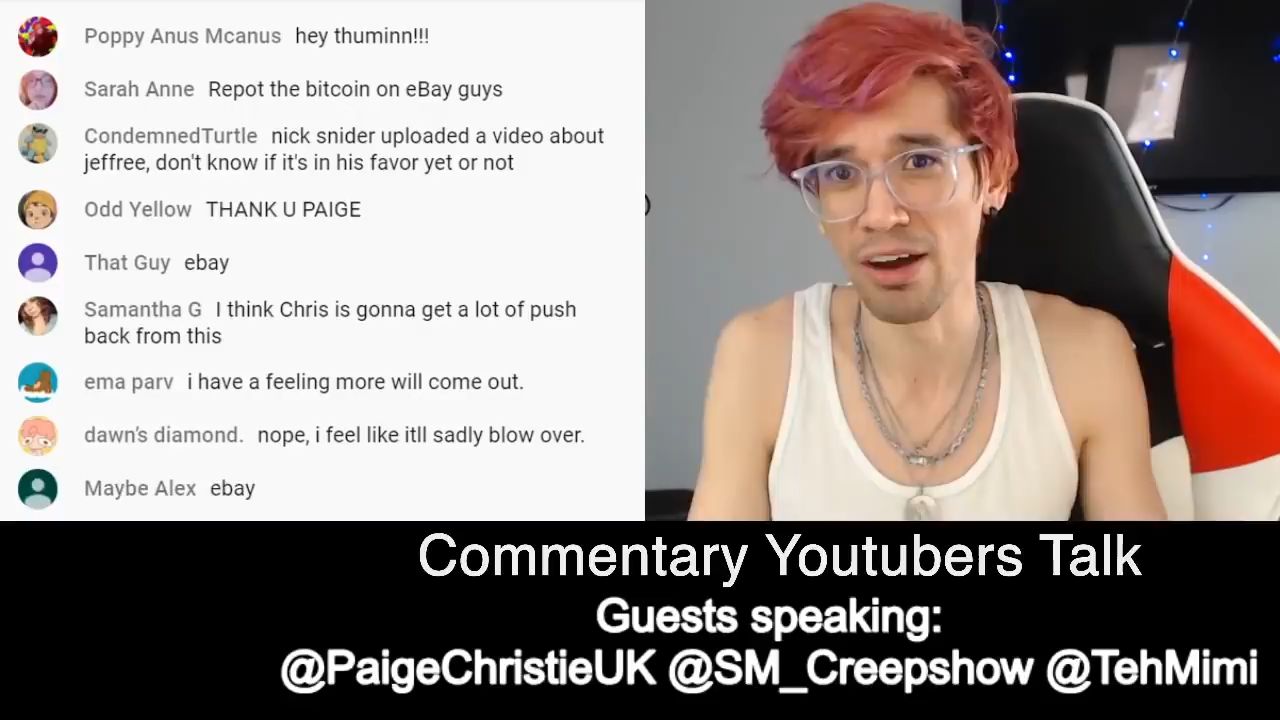 Poppy Anus Mcanus hey thuminn!!!
Sarah Anne Repot the bitcoin on eBay guys
CondemnedTurtle nick snider uploaded a video about
jeffree, don't know if it's in his favor yet or not
Odd Yellow THANK U PAIGE
That Guy ebay
Samantha G I think Chris is gonna get a lot of push
back from this
ema parv i have a feeling more will come out.
dawn's diamond. nope, i feel like itll sadly blow over.
Maybe Alex ebay
Commentary Youtubers Talk
Guests speaking:
@PaigeChristieUK @SM_Creepshow @TehMimi